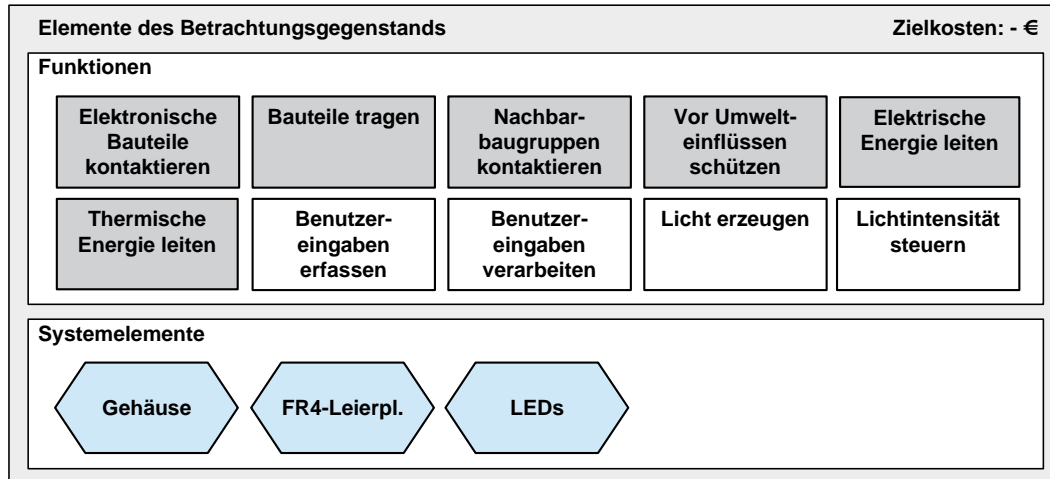 Elemente des Betrachtungsgegenstands Zielkosten: - €
Funktionen
Elektronische
Bauteile
kontaktieren
Bauteile tragen
Nachbar-
baugruppen
kontaktieren
Vor Umwelt-
einflüssen
schützen
Elektrische
Energie leiten
Thermische
Energie leiten
Benutzer-
eingaben
erfassen
Benutzer-
eingaben
verarbeiten
Licht erzeugen
Lichtintensität
steuern
Systemelemente
Gehäuse
FR4-Leierpl.
LEDs